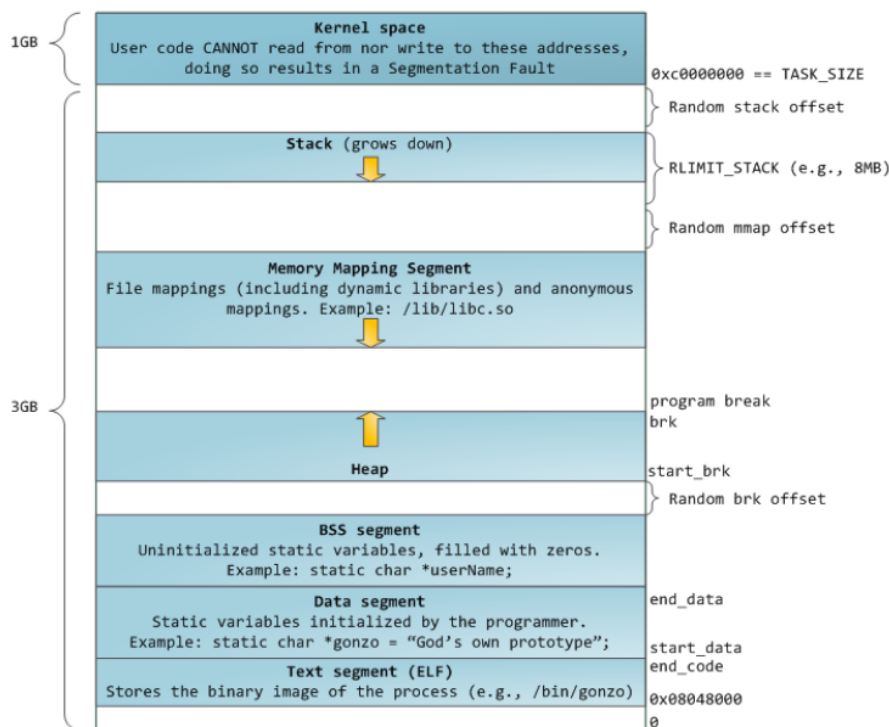 Kernel space
1GB
User code CANNOT read from nor write to these addresses,
doing so results in a Segmentation Fault
0xc0000000 == TASK_SIZE
Random stack offset
Stack (grows down)
RLIMIT_STACK (e.g., 8MB)
Random mmap offset
Memory Mapping Segment
File mappings (including dynamic libraries) and anonymous
mappings. Example: /lib/libc.so
3GB
program break
brk
Heap
start_brk
Random brk offset
BSS segment
Uninitialized static variables, filled with zeros.
Example: static char *userName;
Data segment
end_data
Static variables initialized by the programmer.
Example: static char *gonzo = “God’s own prototype”;
start_data
end_code
Text segment (ELF)
Stores the binary image of the process (e.g., /bin/gonzo)
0x08048000
0